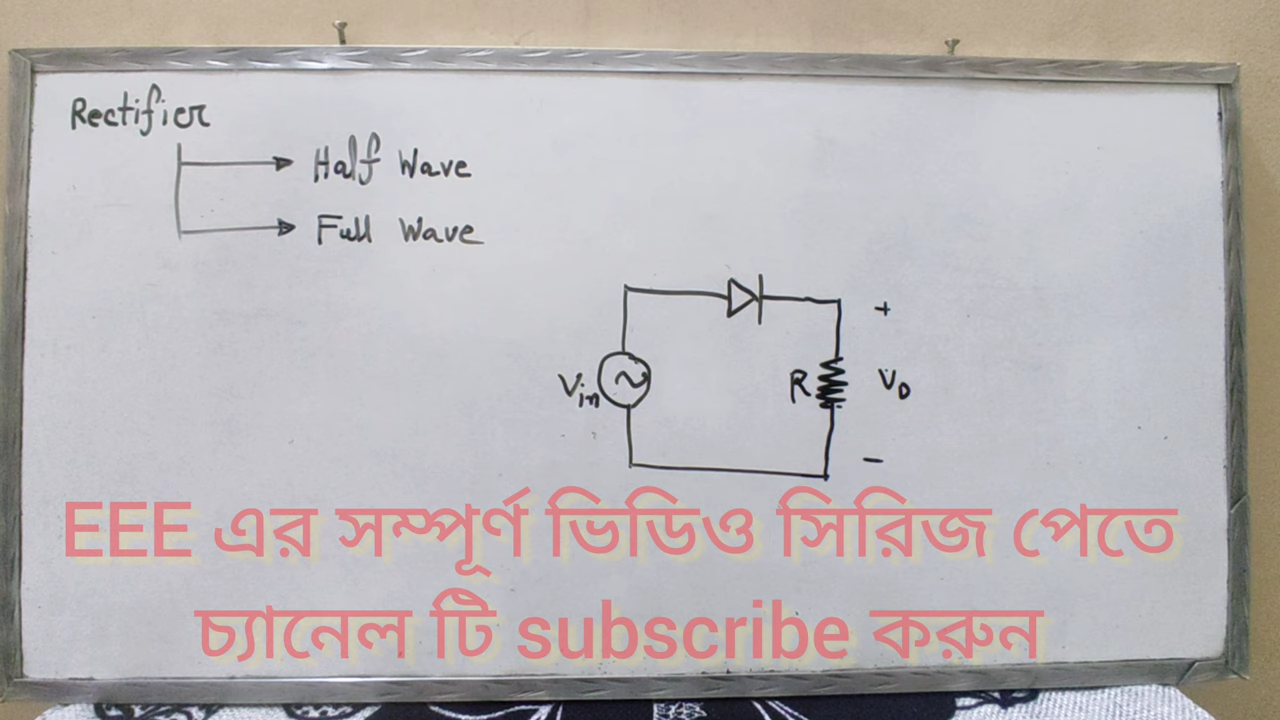 Rectifier
Half Wave
Full Wave
+
Vin
R
Vo
-
EEE এর সম্পূর্ণ ভিডিও সিরিজ পেতে
চ্যানেল টি subscribe করুন